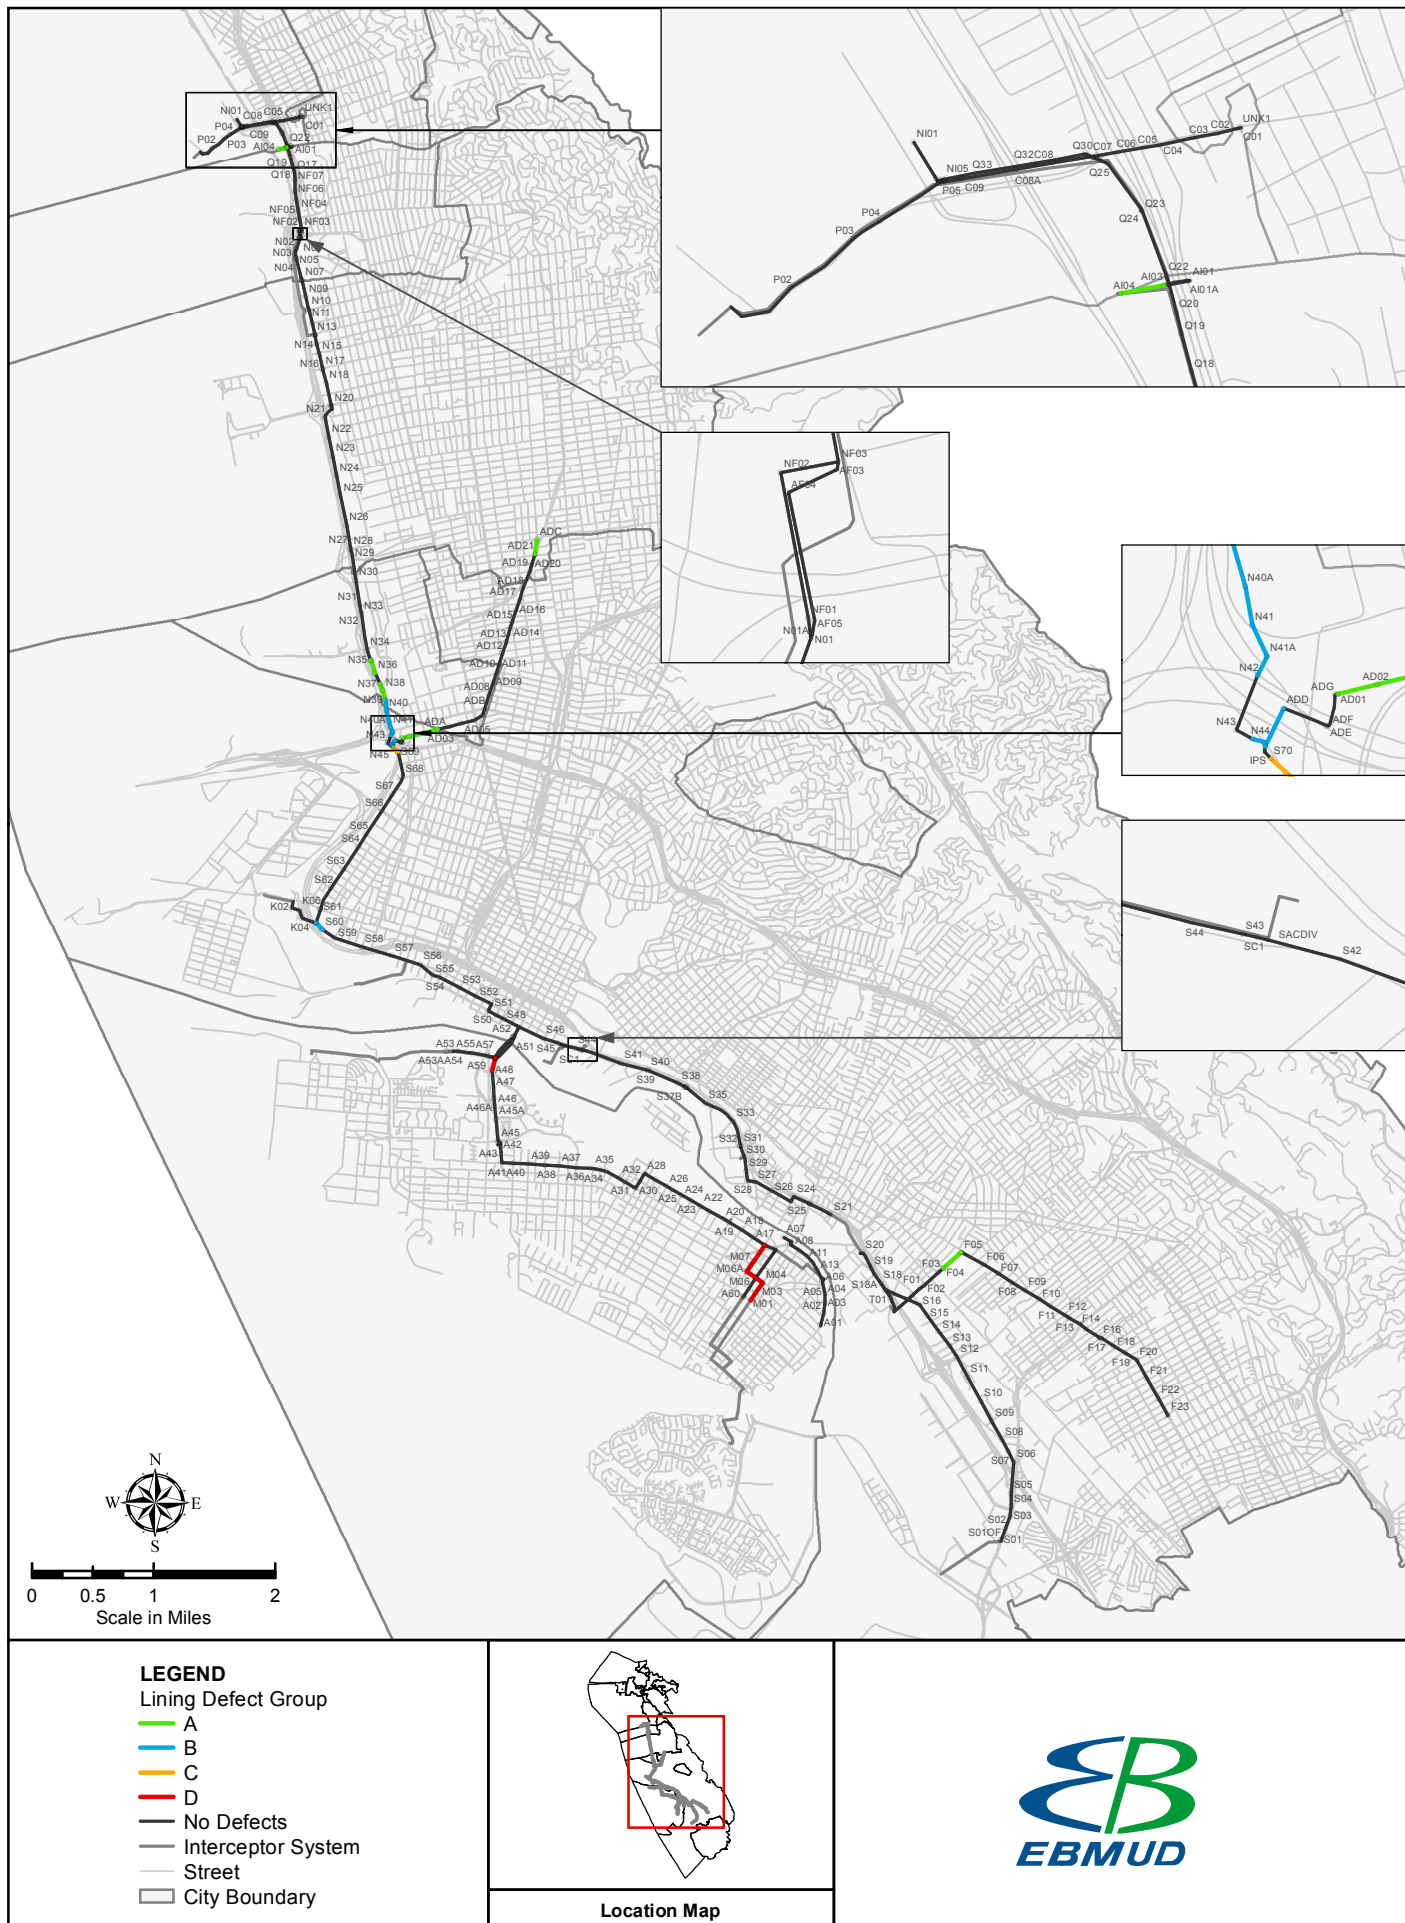 NI01
C08
C05
UNK1
P04
C01
P02
P03
C09
Q22
AI04
AI01
Q19
Q17
Q18
NF07
NF06
NF04
NF05
NF02
NF03
N02
N03
N05
N04
N07
N09
N10
N11
N13
N14
N15
N16
N17
N18
N20
N21
N22
N23
N24
N25
N26
N27
N28
N29
N30
N31
N33
N32
N34
N35
N36
N37
N38
N39
N40
N40A
N41
N43
N45
S69
S68
ADC
AD21
AD19
AD20
AD18
AD17
AD16
AD15
AD13
AD14
AD12
AD10
AD11
AD09
AD08
ADB
ADA
AD05
AD03
S67
S66
S65
S64
S63
S62
K06
S61
K02
K04
S60
S59
S58
S57
S56
S55
S54
S53
S52
S51
S50
S48
A52
A51
S46
S45
S44
SC1
S41
S40
S39
S38
S37B
S35
S33
S32
S31
S30
S29
S28
S27
S26
S25
S24
S21
S20
S19
S18
S18A
A53
A55
A57
A53A
A54
A59
A48
A47
A46
A46A
A45A
A45
A42
A43
A41
A40
A39
A38
A37
A36
A35
A34
A32
A31
A30
A28
A26
A25
A24
A23
A22
A20
A19
A18
A17
A07
A08
A11
A13
A06
A05
A04
A03
A02
A01
M07
M06A
M06
M04
M03
M01
A60
T01
F01
F02
F03
F04
F05
F06
F07
F08
F09
F10
F11
F12
F13
F14
F16
F17
F18
F19
F20
F21
F22
F23
S16
S15
S14
S13
S12
S11
S10
S09
S08
S07
S06
S05
S04
S03
S02
S01OF
S01
NI01
NI05
Q33
Q32
C08
Q30
C07
C06
C05
C04
C03
C02
UNK1
C01
P05
C09
C08A
Q25
P04
P03
P02
Q23
Q24
Q22
AI03
AI01
AI04
AI01A
Q20
Q19
Q18
NF02
NF03
AF03
AF04
NF01
AF05
N01A
N01
N40A
N41
N41A
N42
N43
N44
ADD
ADG
AD02
AD01
ADF
ADE
S70
IPS
S43
S44
SC1
SACDIV
S42
N
W
E
S
0
0.5
1
2
Scale in Miles
LEGEND
Lining Defect Group
A
B
C
D
No Defects
Interceptor System
Street
City Boundary
Location Map
EBMUD